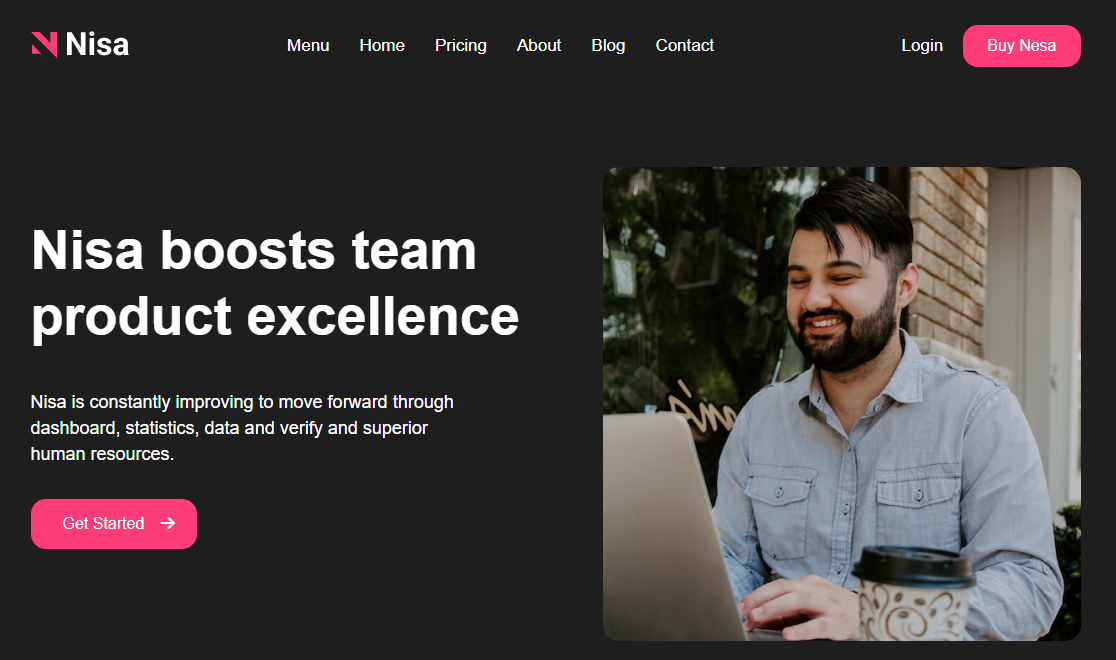 Nisa
Menu Home Pricing About Blog Contact
Login Buy Nesa
Nisa boosts team
product excellence
Nisa is constantly improving to move forward through
dashboard, statistics, data and verify and superior
human resources.
Get Started